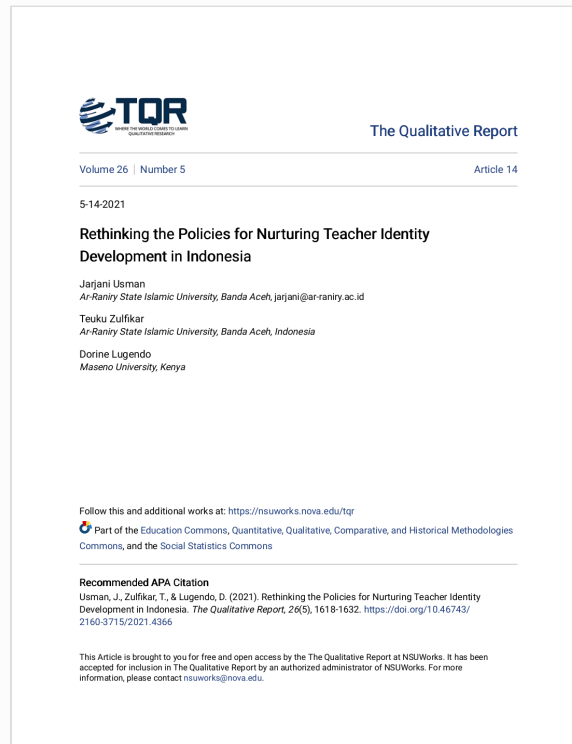 TQR
WHERE THE WORLD COMES TO LEARN
QUALITATIVE RESEARCH
The Qualitative Report
Volume 26 | Number 5
Article 14
5-14-2021
Rethinking the Policies for Nurturing Teacher Identity
Development in Indonesia
Jarjani Usman
Ar-Raniry State Islamic University, Banda Aceh, jarjani@ar-raniry.ac.id
Teuku Zulfikar
Ar-Raniry State Islamic University, Banda Aceh, Indonesia
Dorine Lugendo
Maseno University, Kenya
Follow this and additional works at: https://nsuworks.nova.edu/tqr
Part of the Education Commons, Quantitative, Qualitative, Comparative, and Historical Methodologies
Commons, and the Social Statistics Commons
Recommended APA Citation
Usman, J., Zulfikar, T., & Lugendo, D. (2021). Rethinking the Policies for Nurturing Teacher Identity
Development in Indonesia. The Qualitative Report, 26(5), 1618-1632. https://doi.org/10.46743/
2160-3715/2021.4366
This Article is brought to you for free and open access by the The Qualitative Report at NSUWorks. It has been
accepted for inclusion in The Qualitative Report by an authorized administrator of NSUWorks. For more
information, please contact nsuworks@nova.edu.